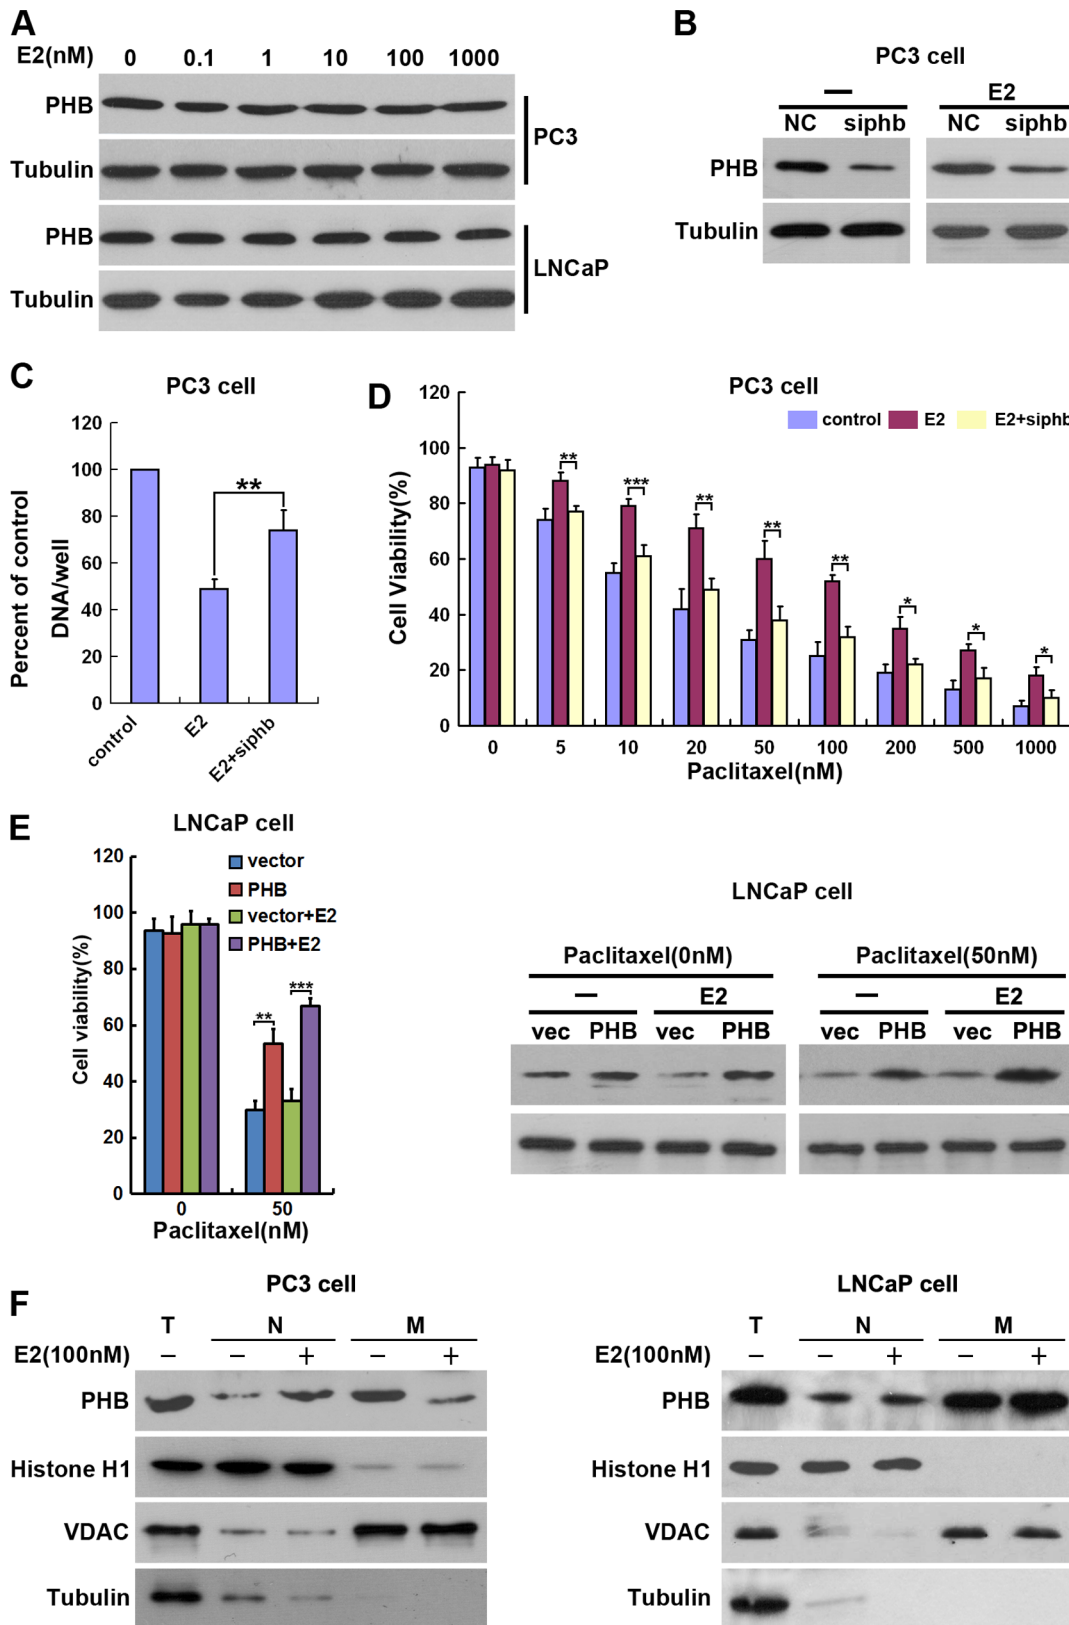 A
E2(nM) 0 0.1 1 10 100 1000
PHB
Tubulin
PC3
PHB
Tubulin
LNCaP
B
PC3 cell
— E2
NC siphb NC siphb
PHB
Tubulin
C
PC3 cell
Percent of control
DNA/well
120
100
80
60
40
20
0
**
control E2 E2+siphb
D
PC3 cell
control E2 E2+siphb
Cell Viability(%)
120
100
80
60
40
20
0
** *** ** ** ** * * *
0 5 10 20 50 100 200 500 1000
Paclitaxel(nM)
E
LNCaP cell
Cell viability(%)
120
100
80
60
40
20
0
vector
PHB
vector+E2
PHB+E2
** ***
0 50
Paclitaxel(nM)
LNCaP cell
Paclitaxel(0nM) Paclitaxel(50nM)
— E2 — E2
vec PHB vec PHB vec PHB vec PHB
F
PC3 cell
T N M
E2(100nM) − − + − +
PHB
Histone H1
VDAC
Tubulin
LNCaP cell
T N M
E2(100nM) − − + − +
PHB
Histone H1
VDAC
Tubulin